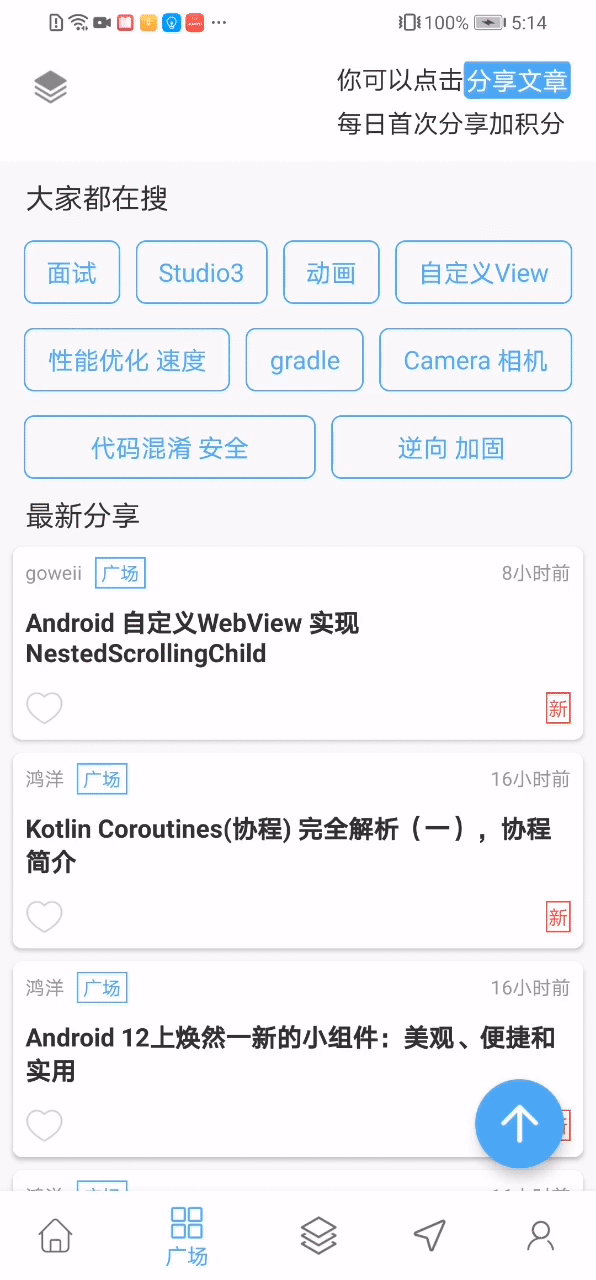 100% 5:14
你可以点击分享文章
每日首次分享加积分
大家都在搜
面试 Studio3 动画 自定义View
性能优化 速度 gradle Camera 相机
代码混淆 安全 逆向 加固
最新分享
goweii 广场 8小时前
Android 自定义WebView 实现
NestedScrollingChild
新
鸿洋 广场 16小时前
Kotlin Coroutines(协程) 完全解析（一），协程
简介
新
鸿洋 广场 16小时前
Android 12上焕然一新的小组件：美观、便捷和
实用
广场